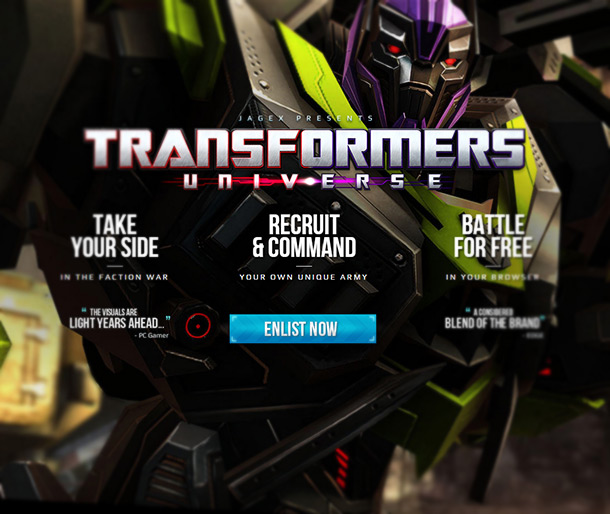 JAGEX PRESENTS
TRANSFORMERS
UNIVERSE
TAKE
YOUR SIDE
IN THE FACTION WAR
RECRUIT
& COMMAND
YOUR OWN UNIQUE ARMY
BATTLE
FOR FREE
IN YOUR BROWSER
“ THE VISUALS ARE
LIGHT YEARS AHEAD... ”
- PC Gamer
ENLIST NOW
“ A CONSIDERED
BLEND OF THE BRAND ”